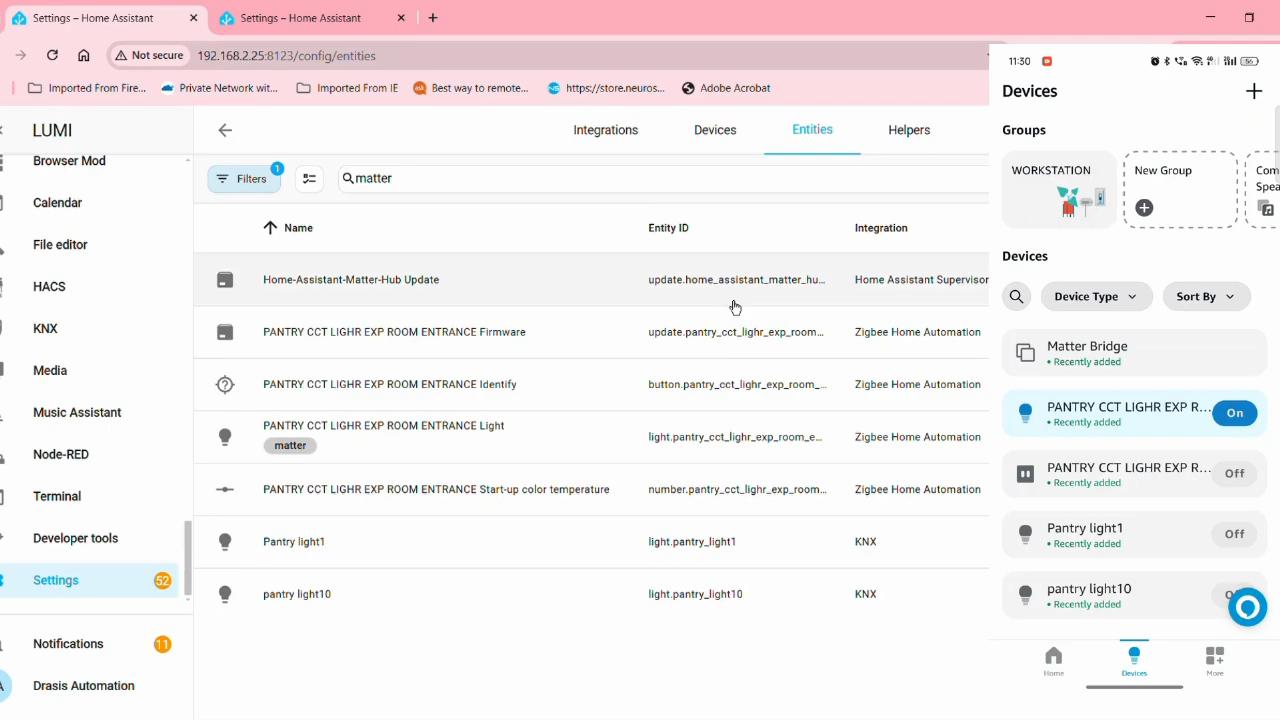 Settings – Home Assistant
Settings – Home Assistant
Not secure
192.168.2.25:8123/config/entities
Imported From Fire...
Private Network wit...
Imported From IE
Best way to remote...
https://store.neuros...
Adobe Acrobat
LUMI
Browser Mod
Calendar
File editor
HACS
KNX
Media
Music Assistant
Node-RED
Terminal
Developer tools
Settings
52
Notifications
11
A
Drasis Automation
Integrations
Devices
Entities
Helpers
Filters
1
matter
Name
Entity ID
Integration
Home-Assistant-Matter-Hub Update
update.home_assistant_matter_hu...
Home Assistant Supervisor
PANTRY CCT LIGHR EXP ROOM ENTRANCE Firmware
update.pantry_cct_lighr_exp_room...
Zigbee Home Automation
PANTRY CCT LIGHR EXP ROOM ENTRANCE Identify
button.pantry_cct_lighr_exp_room_...
Zigbee Home Automation
PANTRY CCT LIGHR EXP ROOM ENTRANCE Light
matter
light.pantry_cct_lighr_exp_room_e...
Zigbee Home Automation
PANTRY CCT LIGHR EXP ROOM ENTRANCE Start-up color temperature
number.pantry_cct_lighr_exp_room...
Zigbee Home Automation
Pantry light1
light.pantry_light1
KNX
pantry light10
light.pantry_light10
KNX
11:30
56
Devices
Groups
WORKSTATION
New Group
Com
Spea
Devices
Device Type
Sort By
Matter Bridge
• Recently added
PANTRY CCT LIGHR EXP R...
• Recently added
On
PANTRY CCT LIGHR EXP R...
• Recently added
Off
Pantry light1
• Recently added
Off
pantry light10
• Recently added
Home
Devices
More